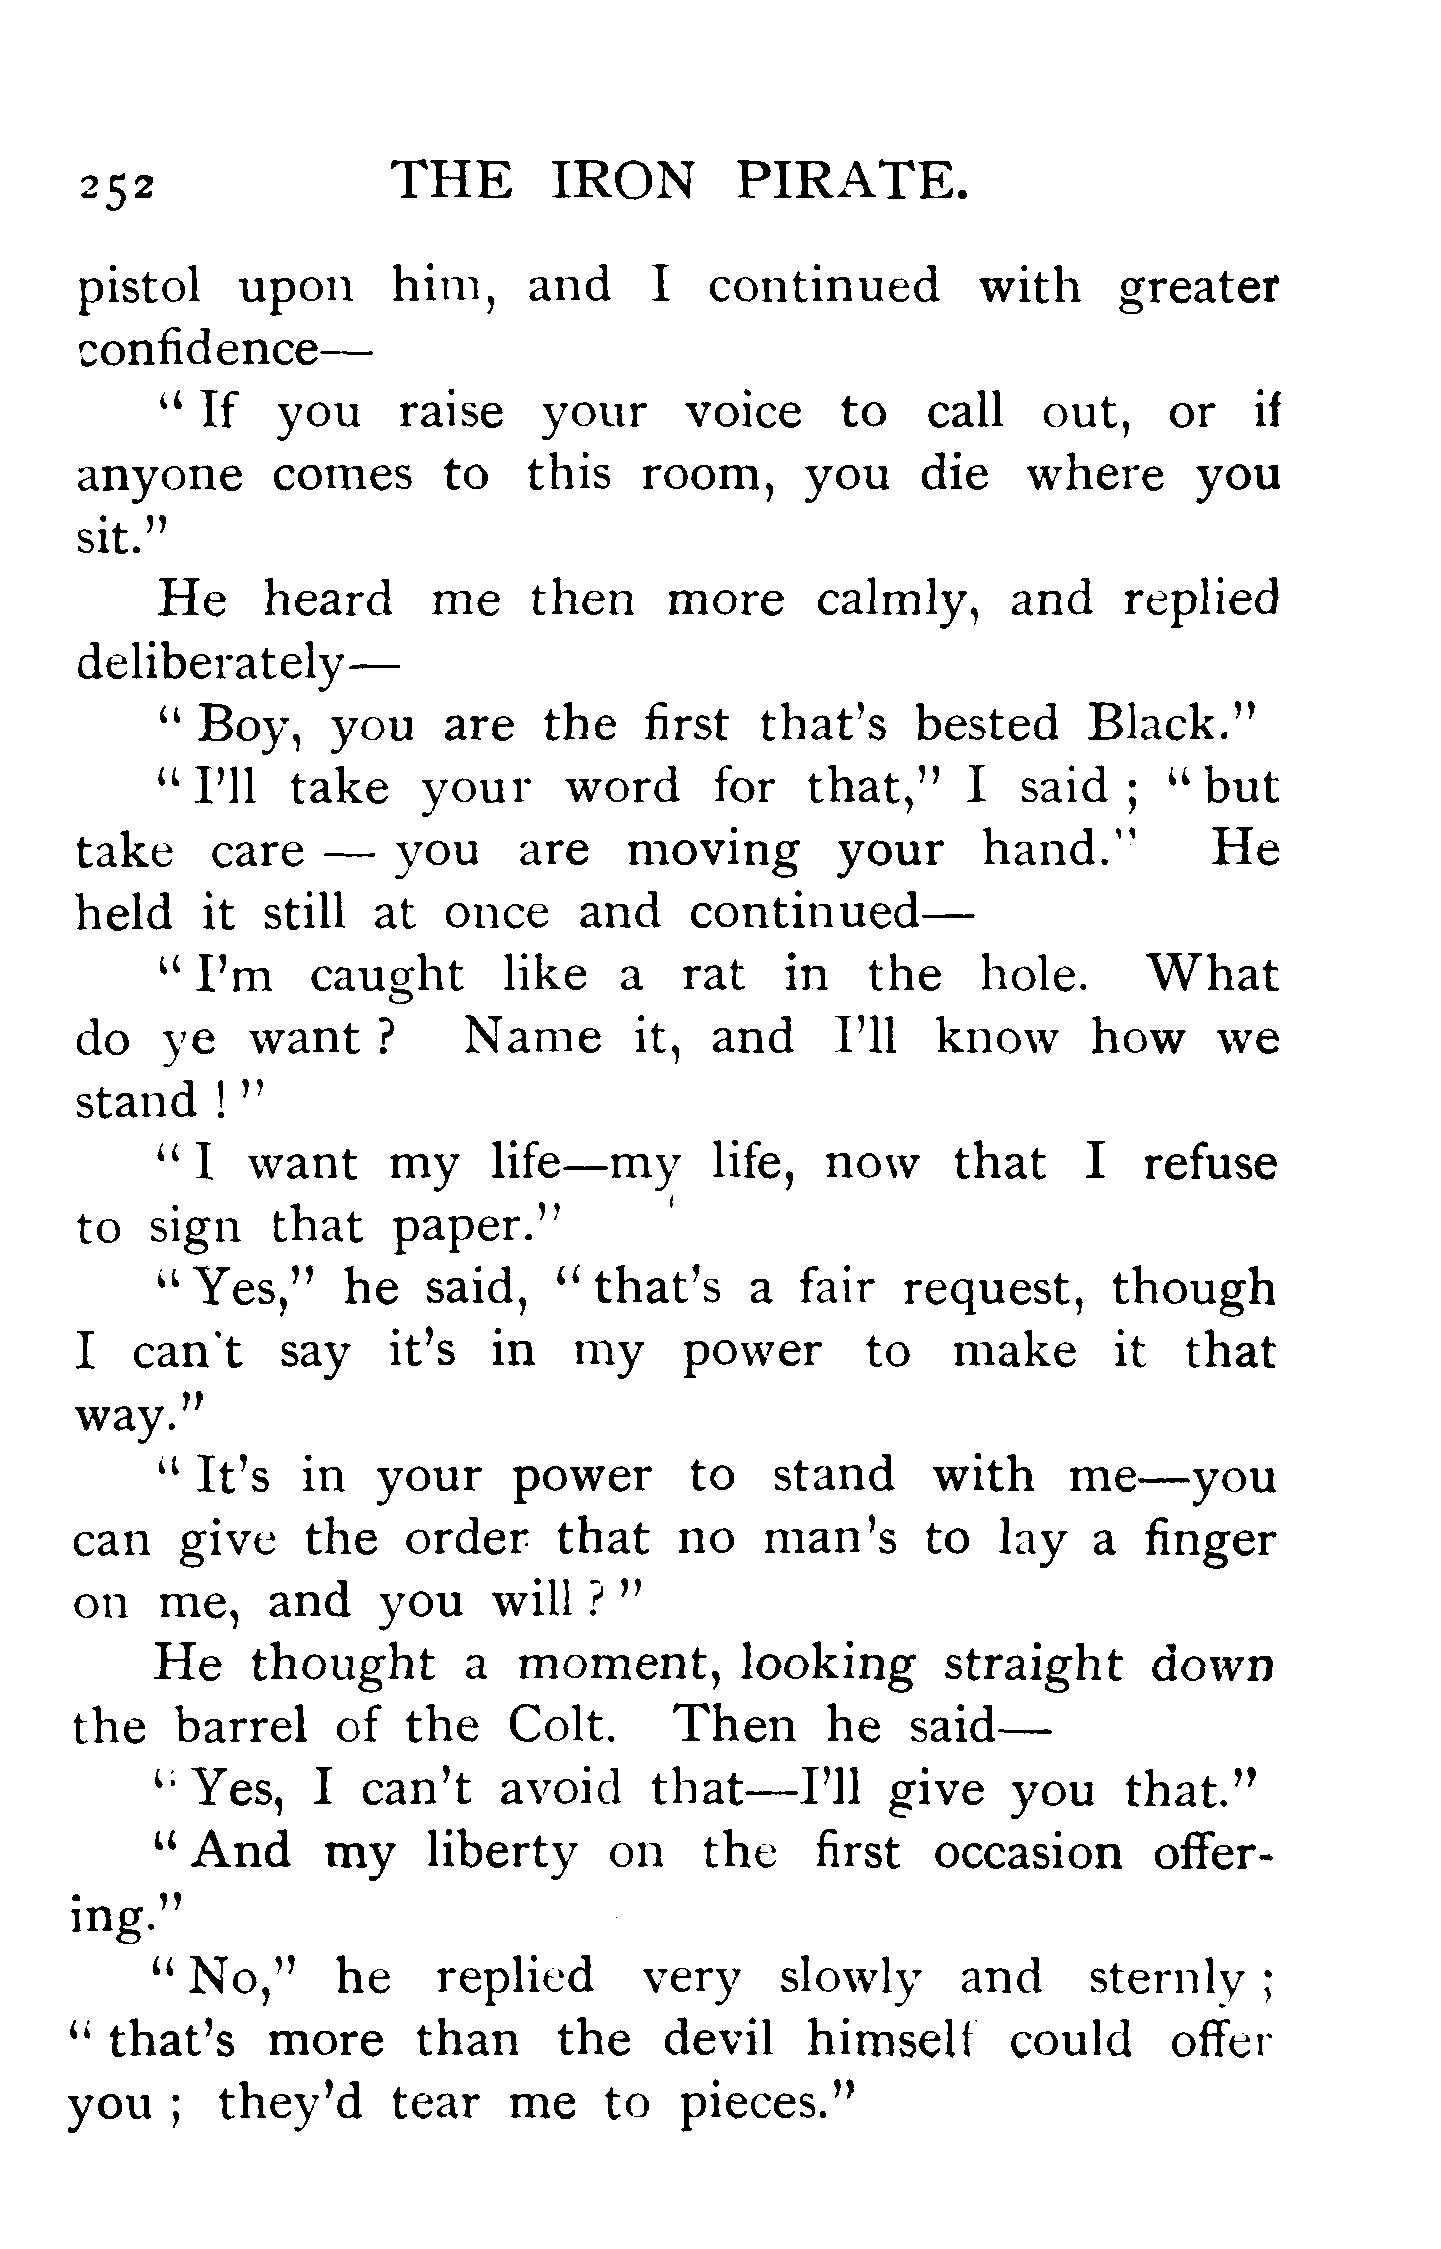 252 THE IRON PIRATE.
pistol upon him, and I continued with greater
confidence—
“ If you raise your voice to call out, or if
anyone comes to this room, you die where you
sit.”
He heard me then more calmly, and replied
deliberately—
“ Boy, you are the first that’s bested Black.”
“ I’ll take your word for that,” I said ; “ but
take care — you are moving your hand.” He
held it still at once and continued—
“ I’m caught like a rat in the hole. What
do ye want ? Name it, and I’ll know how we
stand ! ”
“ I want my life—my life, now that I refuse
to sign that paper.”
“ Yes,” he said, “ that’s a fair request, though
I can’t say it’s in my power to make it that
way.”
“ It’s in your power to stand with me—you
can give the order that no man’s to lay a finger
on me, and you will ? ”
He thought a moment, looking straight down
the barrel of the Colt. Then he said—
“ Yes, I can’t avoid that—I’ll give you that.”
“ And my liberty on the first occasion offer-
ing.”
“ No,” he replied very slowly and sternly ;
“ that’s more than the devil himself could offer
you ; they’d tear me to pieces.”